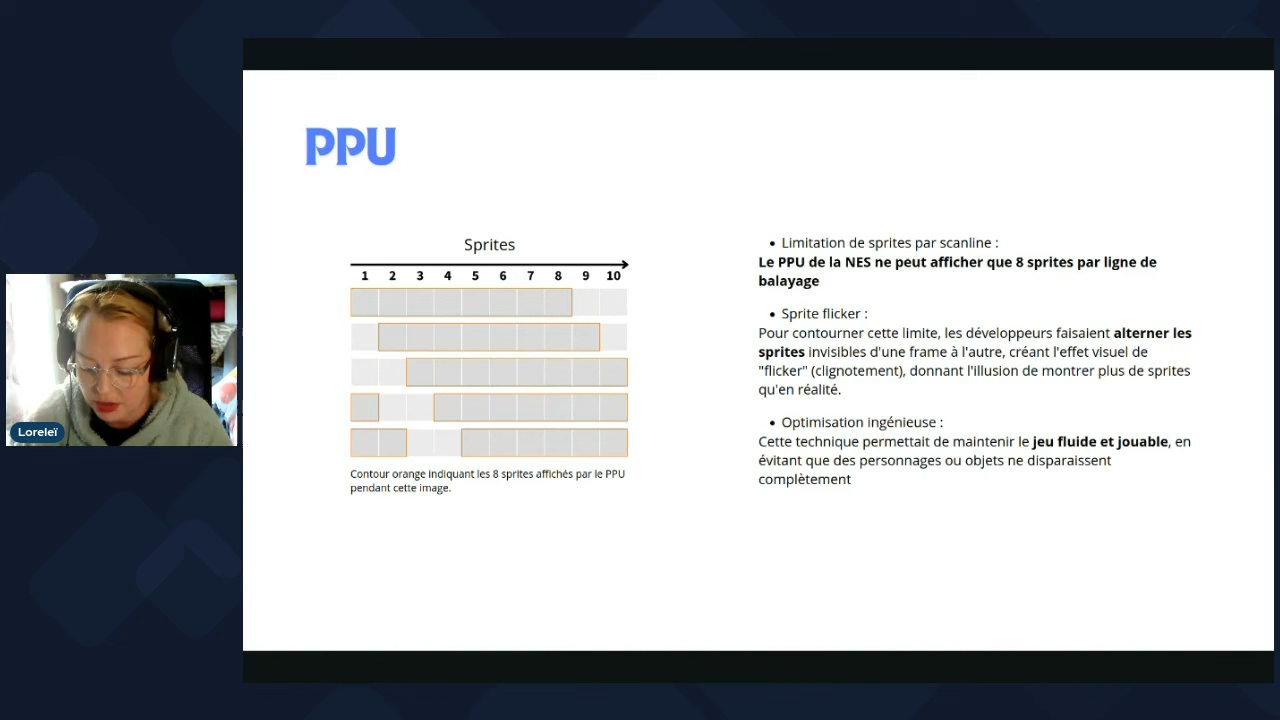 PPU
Sprites
1 2 3 4 5 6 7 8 9 10
Contour orange indiquant les 8 sprites affichés par le PPU
pendant cette image.
• Limitation de sprites par scanline :
Le PPU de la NES ne peut afficher que 8 sprites par ligne de
balayage
• Sprite flicker :
Pour contourner cette limite, les développeurs faisaient alterner les
sprites invisibles d'une frame à l'autre, créant l'effet visuel de
"flicker" (clignotement), donnant l'illusion de montrer plus de sprites
qu'en réalité.
• Optimisation ingénieuse :
Cette technique permettait de maintenir le jeu fluide et jouable, en
évitant que des personnages ou objets ne disparaissent
complètement
Loreleï